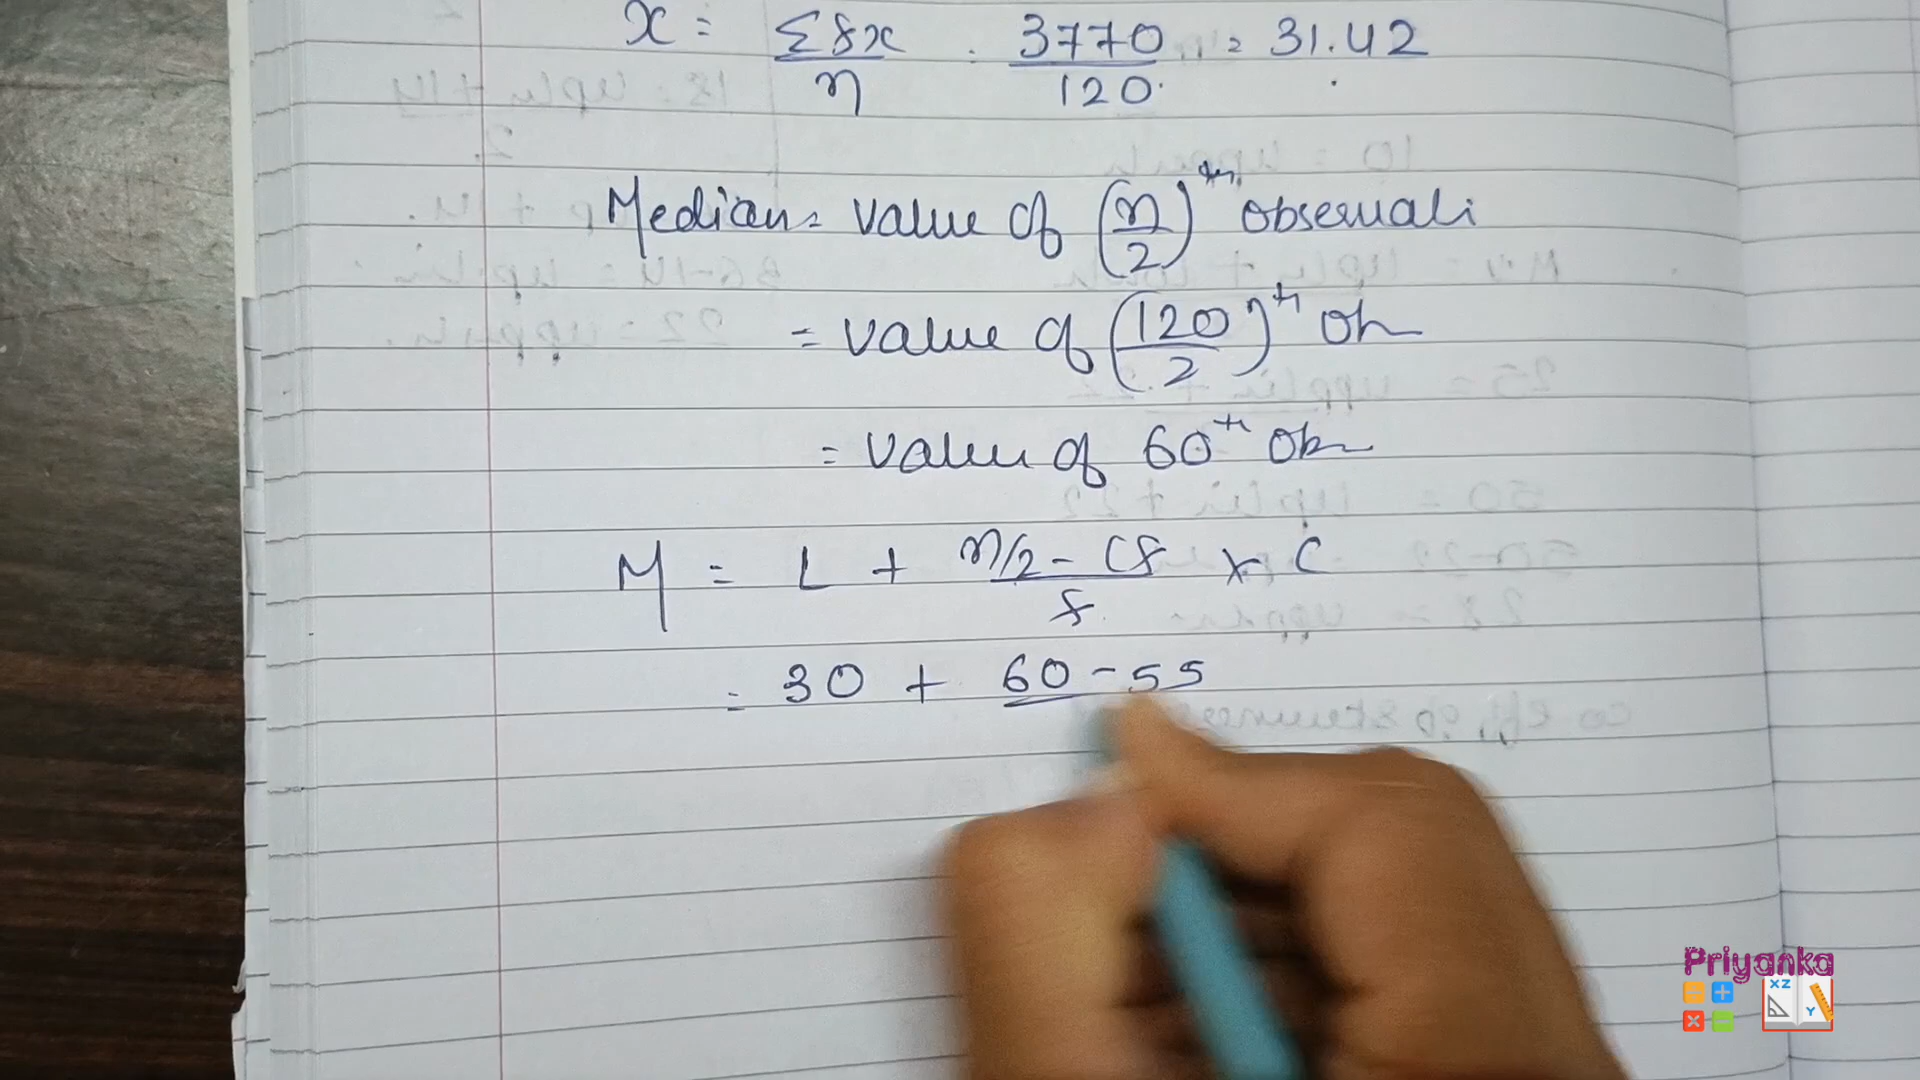 x = Σfx / n = 3770 / 120 = 31.42
Median = value of (n/2)th observati
= value of (120/2)th Ob
= value of 60th Ob
M = L + n/2 - Cf / f × C
= 30 + 60 - 55
Priyanka
XZ
Y